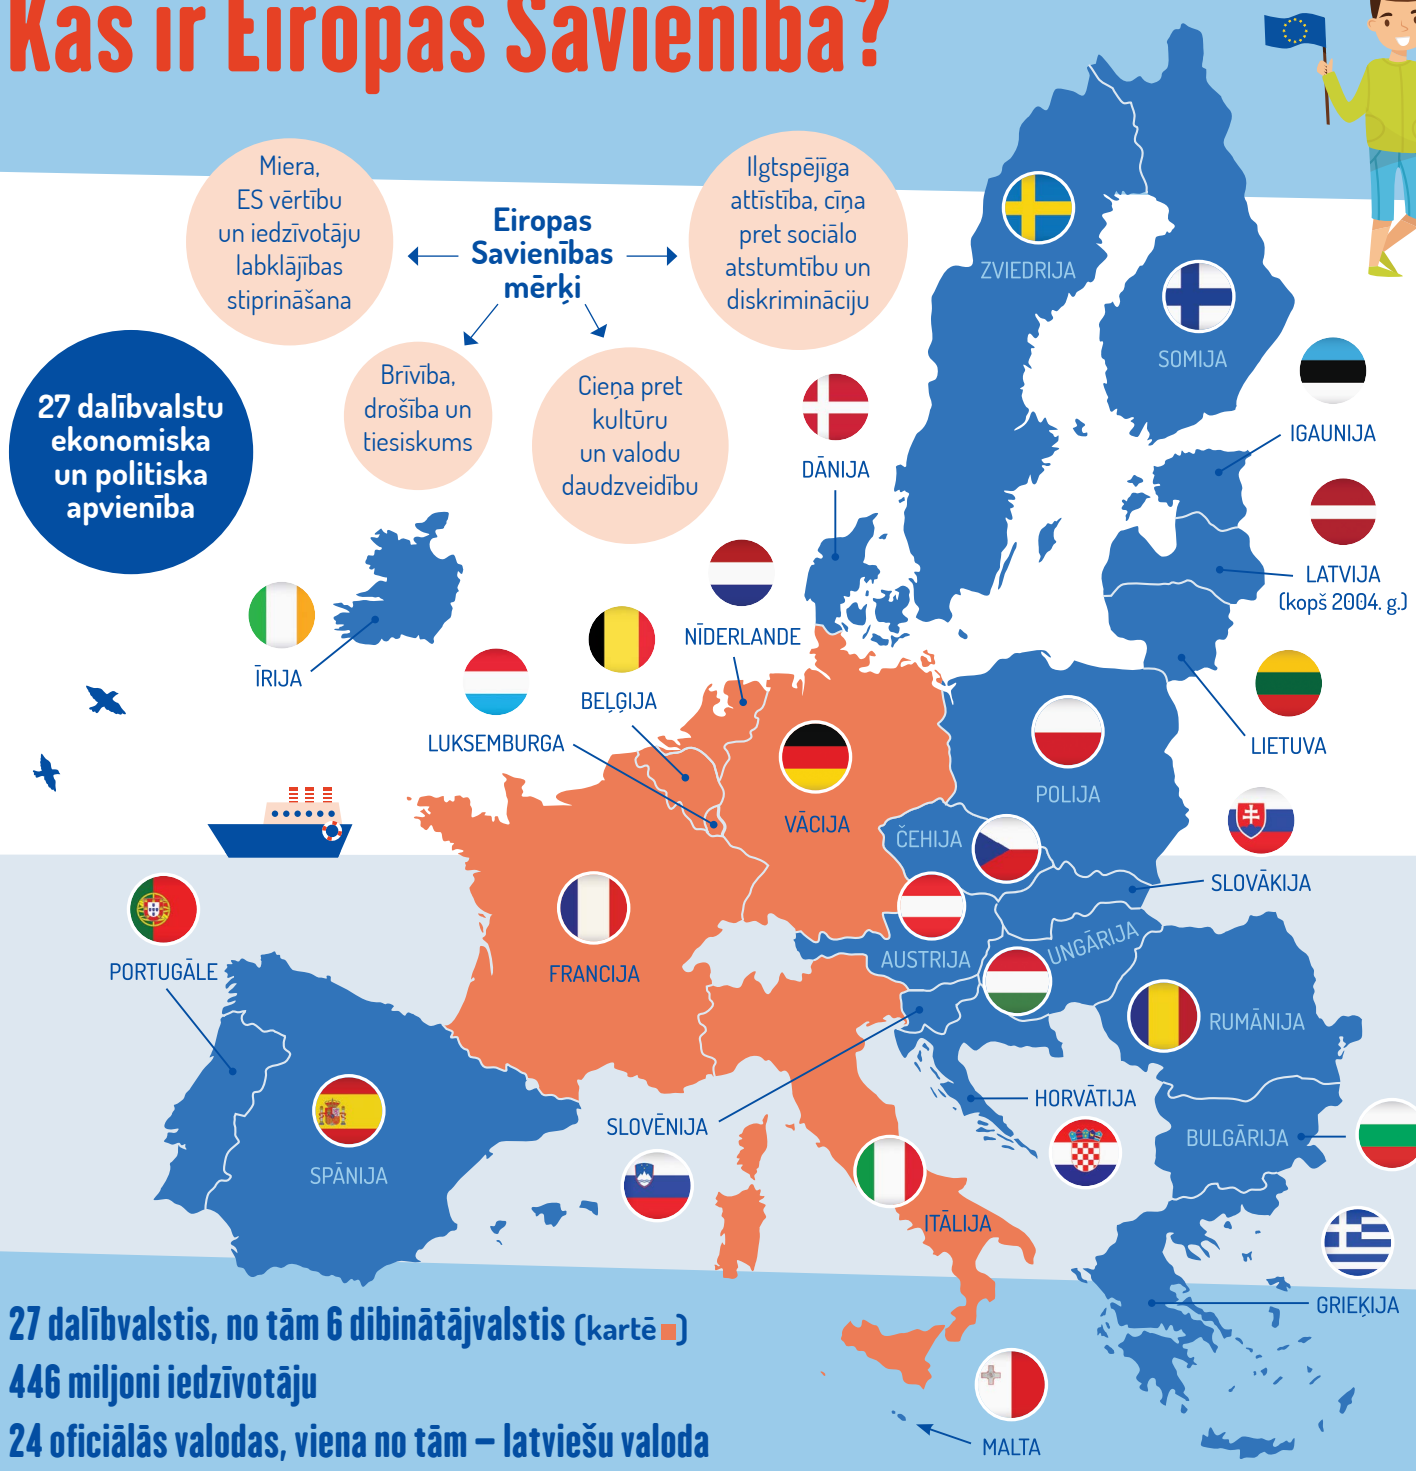 Kas ir Eiropas Savienība?
Miera,
ES vērtību
un iedzīvotāju
labklājības
stiprināšana
Eiropas
Savienības
mērķi
Ilgtspējīga
attīstība, cīņa
pret sociālo
atstumtību un
diskrimināciju
Brīvība,
drošība un
tiesiskums
Cieņa pret
kultūru
un valodu
daudzveidību
27 dalībvalstu
ekonomiska
un politiska
apvienība
ZVIEDRIJA
SOMIJA
IGAUNIJA
DĀNIJA
LATVIJA
(kopš 2004. g.)
NĪDERLANDE
ĪRIJA
BEĻĢIJA
LUKSEMBURGA
LIETUVA
POLIJA
VĀCIJA
ČEHIJA
SLOVĀKIJA
UNGĀRIJA
AUSTRIJA
FRANCIJA
PORTUGĀLE
RUMĀNIJA
HORVĀTIJA
SLOVĒNIJA
BULGĀRIJA
SPĀNIJA
ITĀLIJA
GRIEĶIJA
MALTA
27 dalībvalstis, no tām 6 dibinātājvalstis (kartē )
446 miljoni iedzīvotāju
24 oficiālās valodas, viena no tām – latviešu valoda